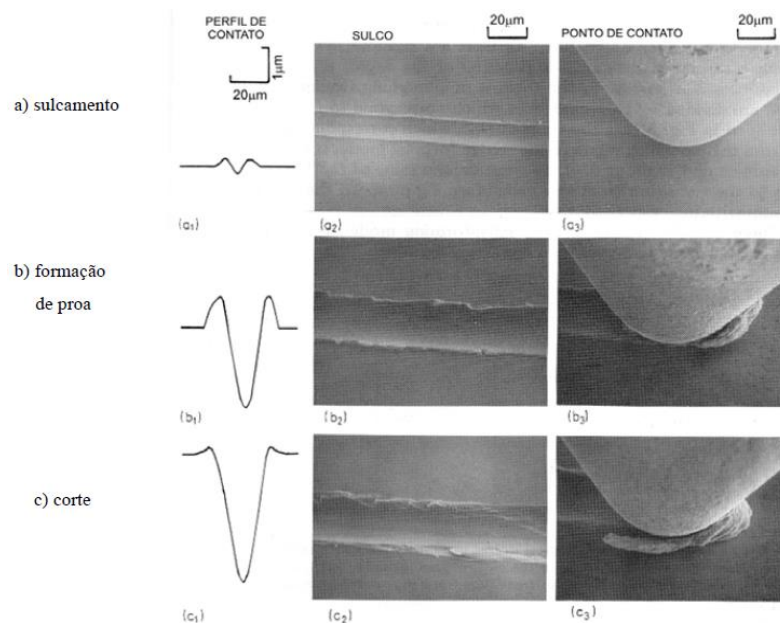 PERFIL DE
CONTATO
20μm
1μm
SULCO
20μm
PONTO DE CONTATO
20μm
a) sulcamento
(a₁)
(a₂)
(a₃)
b) formação
de proa
(b₁)
(b₂)
(b₃)
c) corte
(c₁)
(c₂)
(c₃)